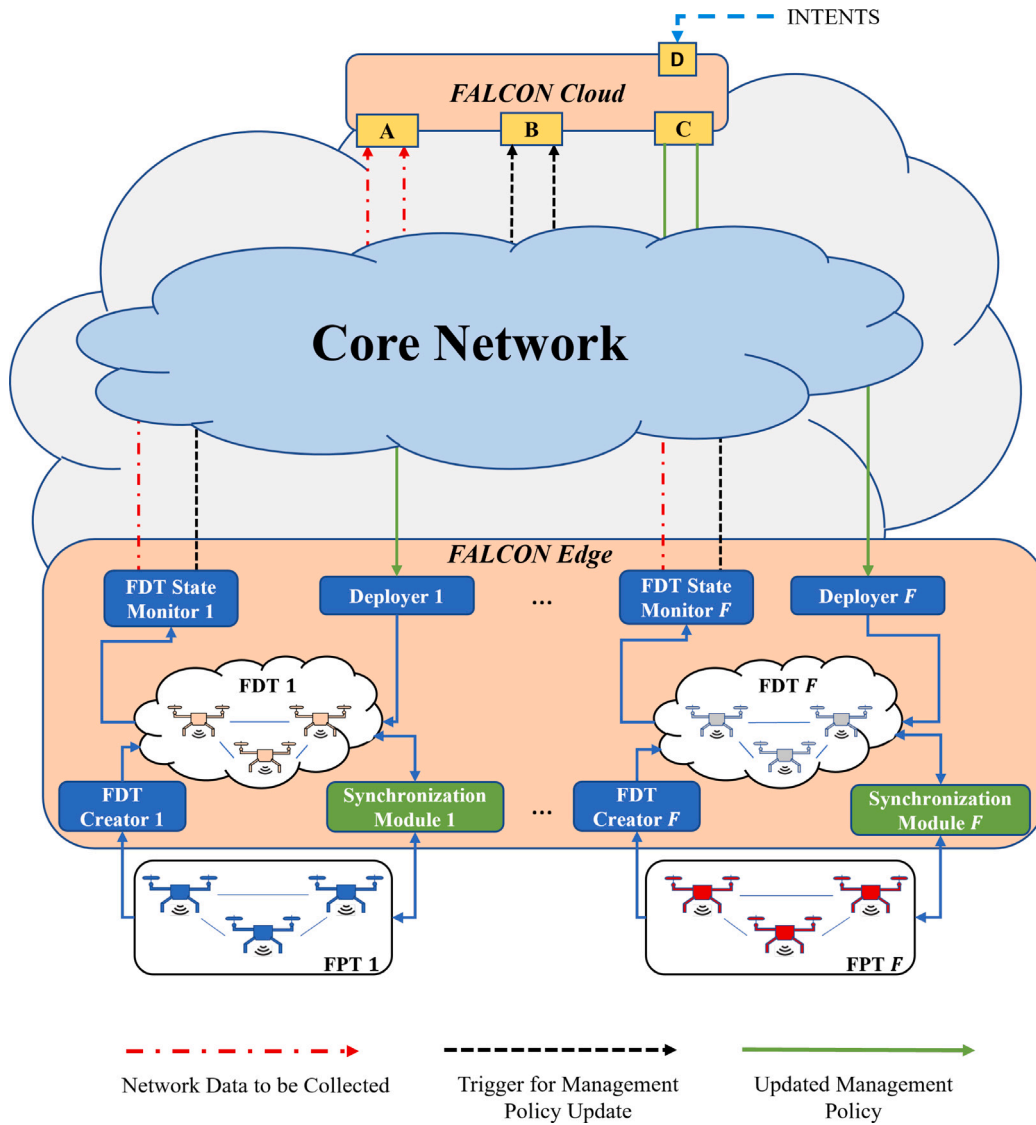 INTENTS
D
FALCON Cloud
A
B
C
Core Network
FALCON Edge
FDT State
Monitor 1
Deployer 1
...
FDT State
Monitor F
Deployer F
FDT 1
FDT F
FDT
Creator 1
Synchronization
Module 1
...
FDT
Creator F
Synchronization
Module F
FPT 1
FPT F
Network Data to be Collected
Trigger for Management
Policy Update
Updated Management
Policy